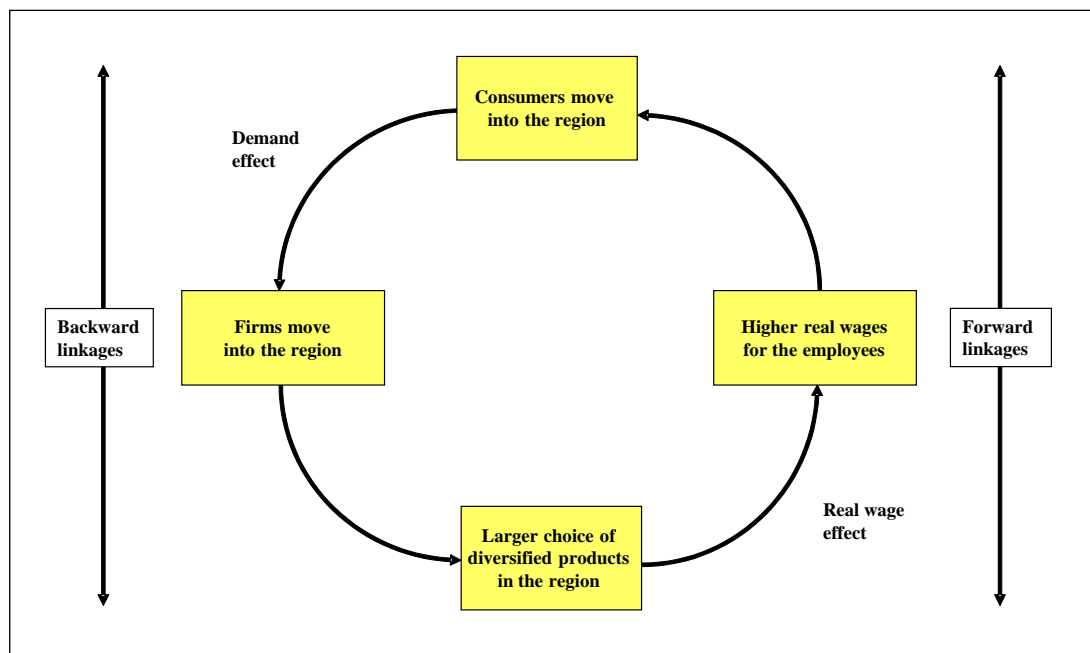 Consumers move
into the region
Demand
effect
Backward
linkages
Firms move
into the region
Higher real wages
for the employees
Forward
linkages
Larger choice of
diversified products
in the region
Real wage
effect